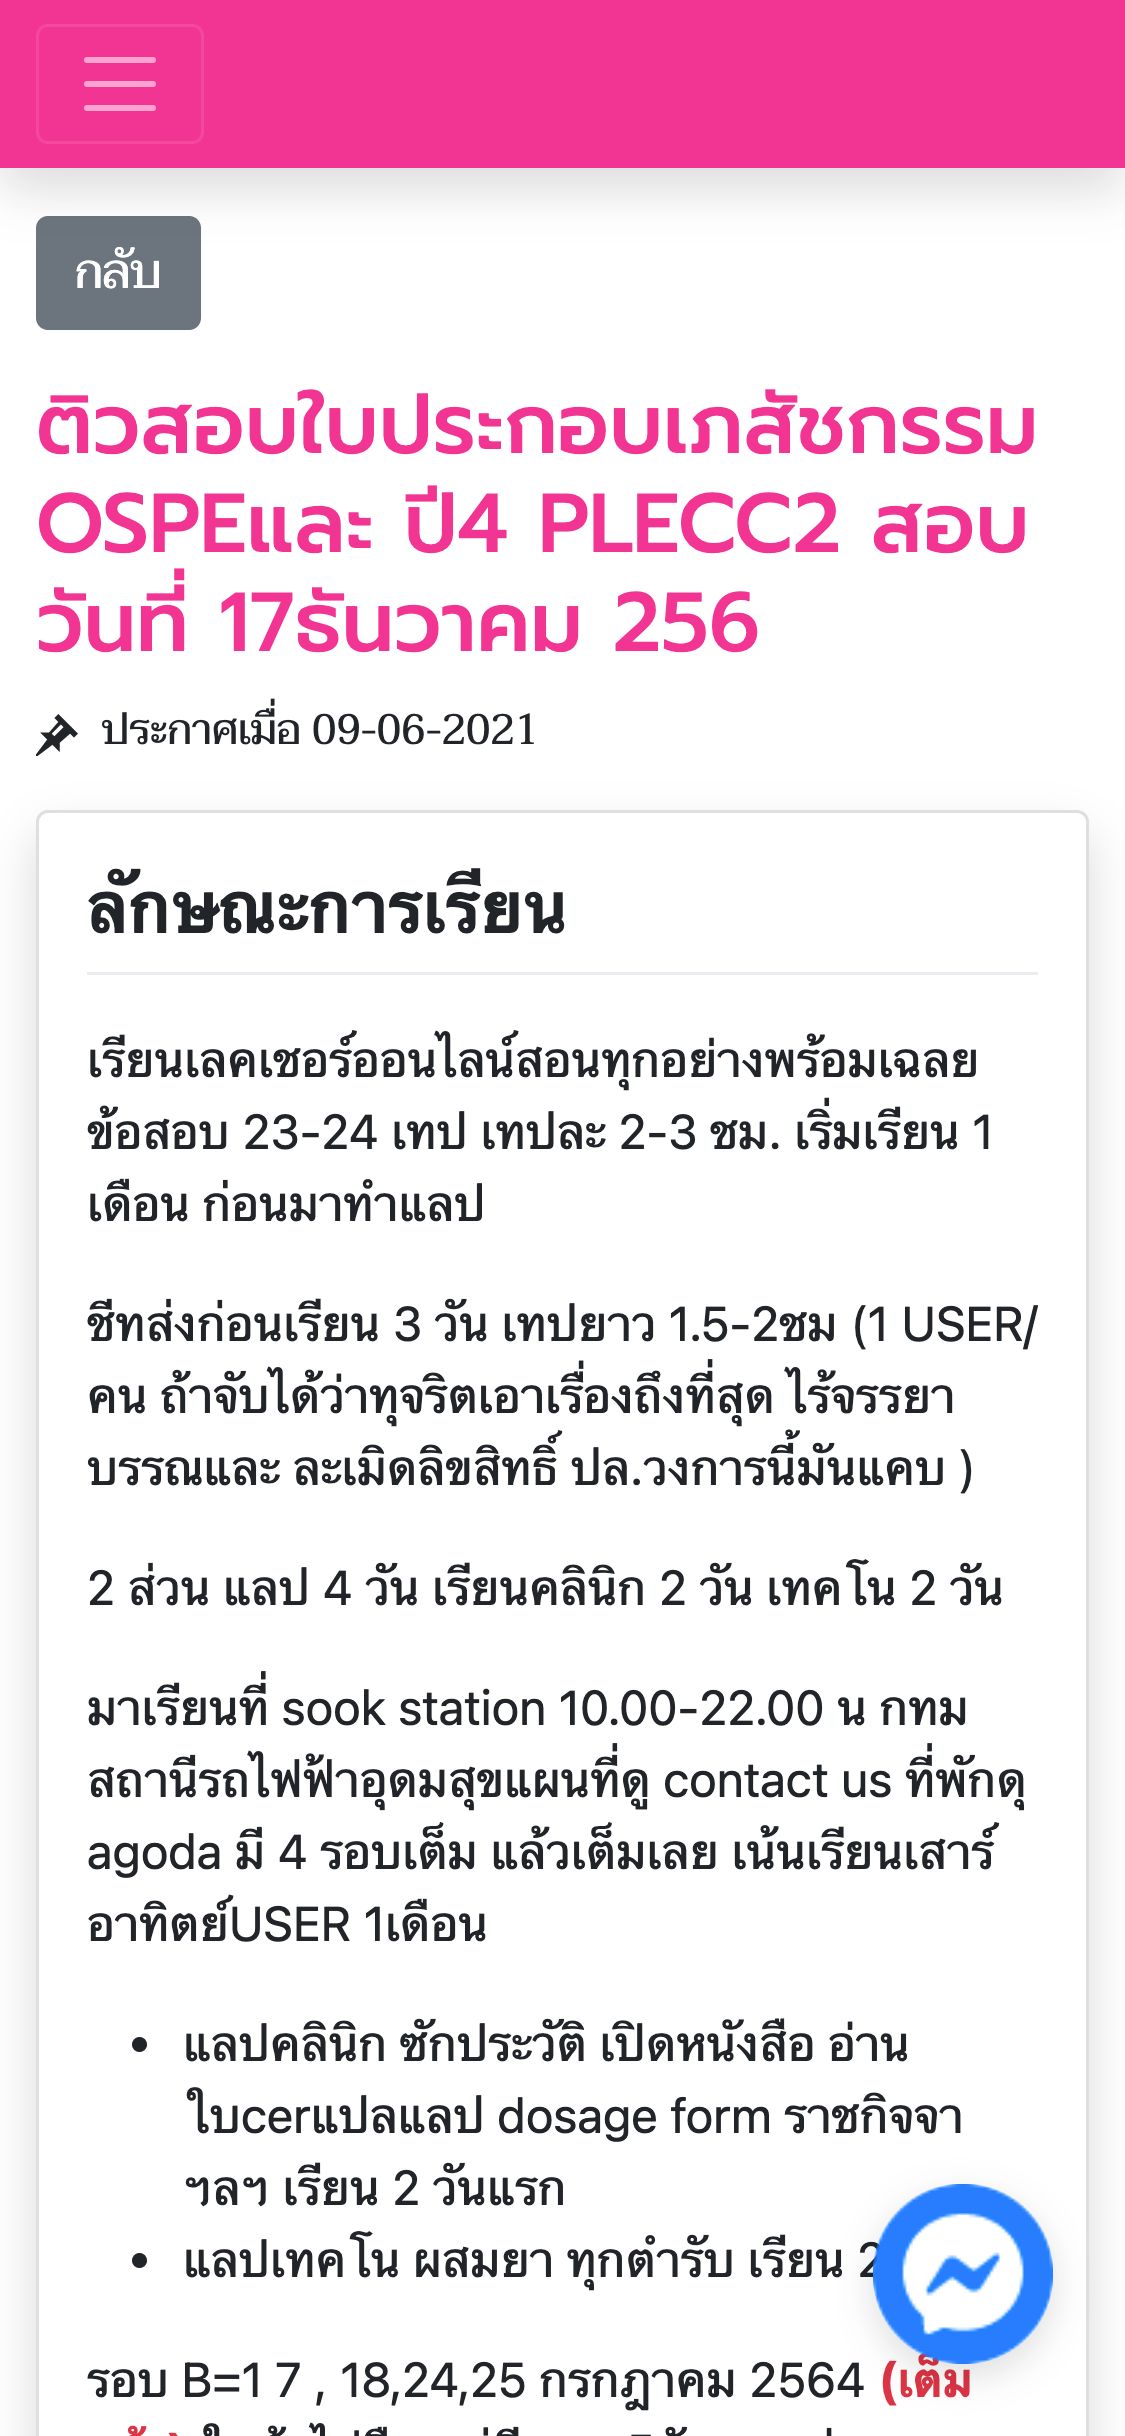 กลับ
ติวสอบใบประกอบเภสัชกรรม
OSPEและ ปี4 PLECC2 สอบ
วันที่ 17ธันวาคม 256
ประกาศเมื่อ 09-06-2021
ลักษณะการเรียน
เรียนเลคเชอร์ออนไลน์สอนทุกอย่างพร้อมเฉลย
ข้อสอบ 23-24 เทป เทปละ 2-3 ชม. เริ่มเรียน 1
เดือน ก่อนมาทำแลป
ชีทส่งก่อนเรียน 3 วัน เทปยาว 1.5-2ชม (1 USER/
คน ถ้าจับได้ว่าทุจริตเอาเรื่องถึงที่สุด ไร้จรรยา
บรรณและ ละเมิดลิขสิทธิ์ ปล.วงการนี้มันแคบ )
2 ส่วน แลป 4 วัน เรียนคลินิก 2 วัน เทคโน 2 วัน
มาเรียนที่ sook station 10.00-22.00 น กทม
สถานีรถไฟฟ้าอุดมสุขแผนที่ดู contact us ที่พักดุ
agoda มี 4 รอบเต็ม แล้วเต็มเลย เน้นเรียนเสาร์
อาทิตย์USER 1เดือน
• แลปคลินิก ซักประวัติ เปิดหนังสือ อ่าน
ใบcerแปลแลป dosage form ราชกิจจา
ฯลฯ เรียน 2 วันแรก
• แลปเทคโน ผสมยา ทุกตำรับ เรียน 2
รอบ B=1 7 , 18,24,25 กรกฎาคม 2564 (เต็ม